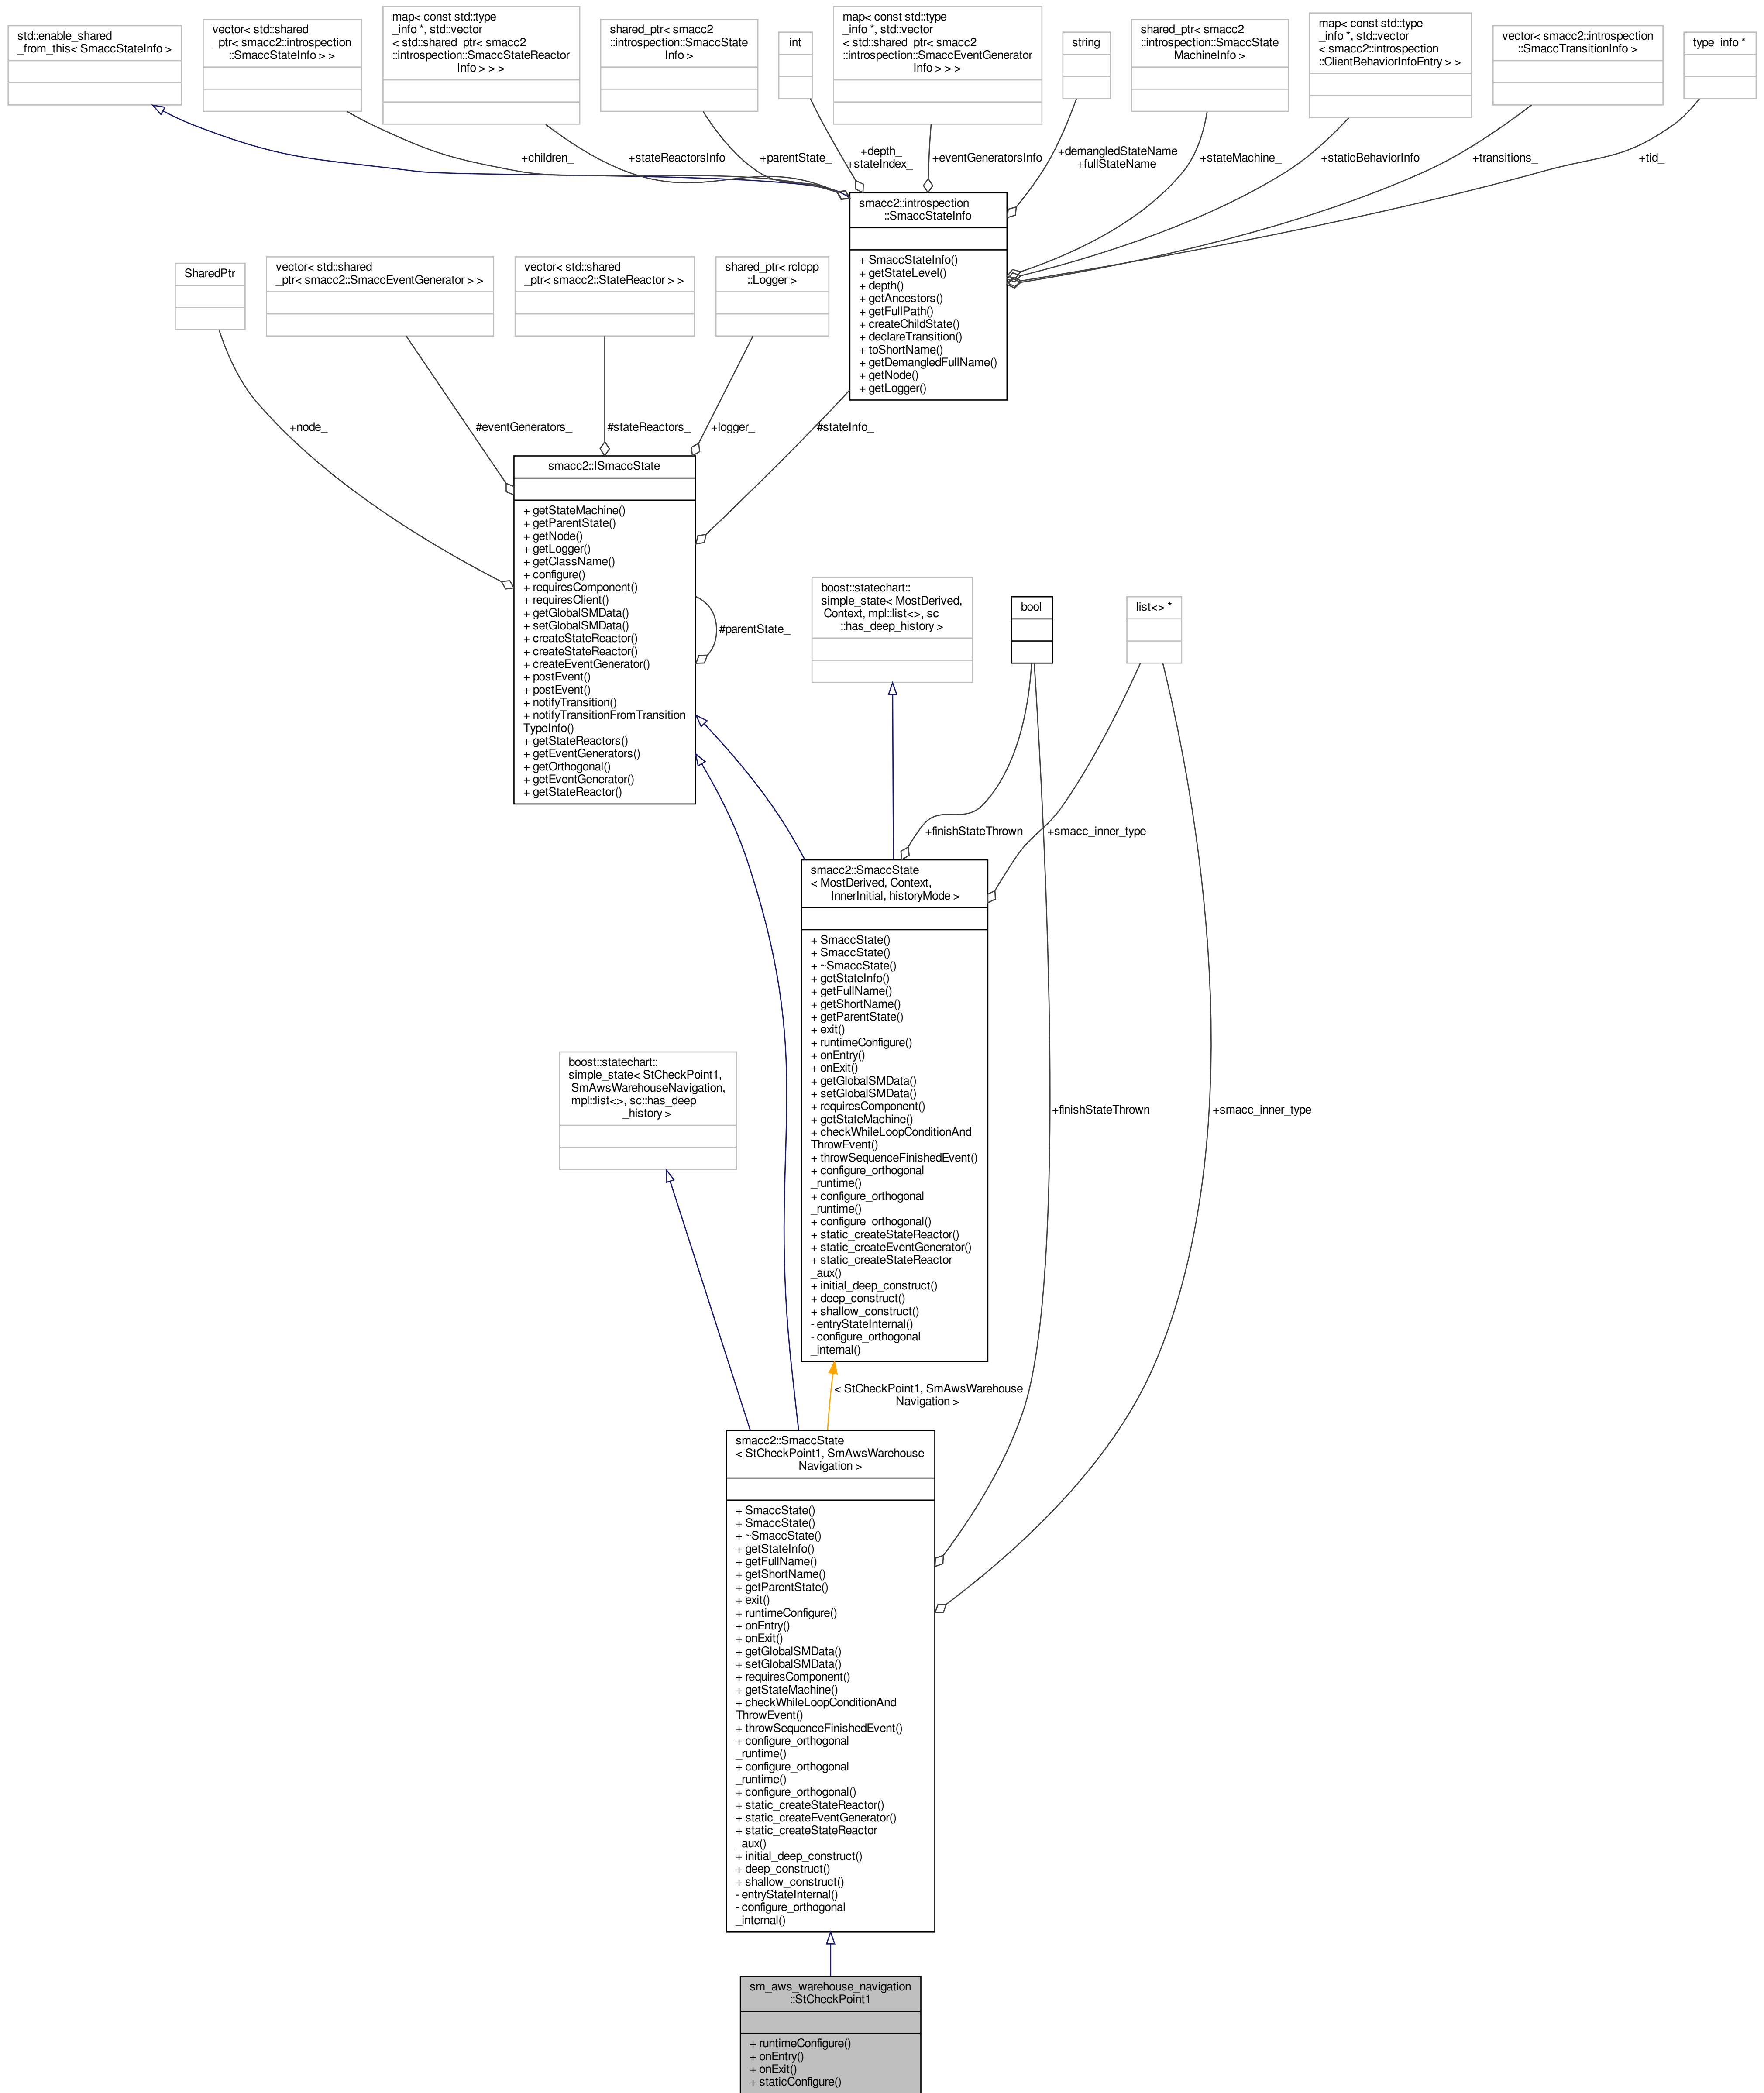 std::enable_shared
_from_this< SmaccStateInfo >
vector< std::shared
_ptr< smacc2::introspection
::SmaccStateInfo > >
map< const std::type
_info *, std::vector
< std::shared_ptr< smacc2
::introspection::SmaccStateReactor
Info > > >
shared_ptr< smacc2
::introspection::SmaccState
Info >
int
map< const std::type
_info *, std::vector
< std::shared_ptr< smacc2
::introspection::SmaccEventGenerator
Info > > >
string
shared_ptr< smacc2
::introspection::SmaccState
MachineInfo >
map< const std::type
_info *, std::vector
< smacc2::introspection
::ClientBehaviorInfoEntry > >
vector< smacc2::introspection
::SmaccTransitionInfo >
type_info *
+children_
+stateReactorsInfo
+parentState_
+depth_
+stateIndex_
+eventGeneratorsInfo
+demangledStateName
+fullStateName
+stateMachine_
+staticBehaviorInfo
+transitions_
+tid_
smacc2::introspection
::SmaccStateInfo
+ SmaccStateInfo()
+ getStateLevel()
+ depth()
+ getAncestors()
+ getFullPath()
+ createChildState()
+ declareTransition()
+ toShortName()
+ getDemangledFullName()
+ getNode()
+ getLogger()
SharedPtr
vector< std::shared
_ptr< smacc2::SmaccEventGenerator > >
vector< std::shared
_ptr< smacc2::StateReactor > >
shared_ptr< rclcpp
::Logger >
+node_
#eventGenerators_
#stateReactors_
+logger_
#stateInfo_
smacc2::ISmaccState
+ getStateMachine()
+ getParentState()
+ getNode()
+ getLogger()
+ getClassName()
+ configure()
+ requiresComponent()
+ requiresClient()
+ getGlobalSMData()
+ setGlobalSMData()
+ createStateReactor()
+ createStateReactor()
+ createEventGenerator()
+ postEvent()
+ postEvent()
+ notifyTransition()
+ notifyTransitionFromTransition
TypeInfo()
+ getStateReactors()
+ getEventGenerators()
+ getOrthogonal()
+ getEventGenerator()
+ getStateReactor()
#parentState_
boost::statechart::
simple_state< MostDerived,
Context, mpl::list<>, sc
::has_deep_history >
bool
list<> *
+finishStateThrown
+smacc_inner_type
smacc2::SmaccState
< MostDerived, Context,
InnerInitial, historyMode >
+ SmaccState()
+ SmaccState()
+ ~SmaccState()
+ getStateInfo()
+ getFullName()
+ getShortName()
+ getParentState()
+ exit()
+ runtimeConfigure()
+ onEntry()
+ onExit()
+ getGlobalSMData()
+ setGlobalSMData()
+ requiresComponent()
+ getStateMachine()
+ checkWhileLoopConditionAnd
ThrowEvent()
+ throwSequenceFinishedEvent()
+ configure_orthogonal
_runtime()
+ configure_orthogonal
_runtime()
+ configure_orthogonal()
+ static_createStateReactor()
+ static_createEventGenerator()
+ static_createStateReactor
_aux()
+ initial_deep_construct()
+ deep_construct()
+ shallow_construct()
- entryStateInternal()
- configure_orthogonal
_internal()
boost::statechart::
simple_state< StCheckPoint1,
SmAwsWarehouseNavigation,
mpl::list<>, sc::has_deep
_history >
+finishStateThrown
+smacc_inner_type
< StCheckPoint1, SmAwsWarehouse
Navigation >
smacc2::SmaccState
< StCheckPoint1, SmAwsWarehouse
Navigation >
+ SmaccState()
+ SmaccState()
+ ~SmaccState()
+ getStateInfo()
+ getFullName()
+ getShortName()
+ getParentState()
+ exit()
+ runtimeConfigure()
+ onEntry()
+ onExit()
+ getGlobalSMData()
+ setGlobalSMData()
+ requiresComponent()
+ getStateMachine()
+ checkWhileLoopConditionAnd
ThrowEvent()
+ throwSequenceFinishedEvent()
+ configure_orthogonal
_runtime()
+ configure_orthogonal
_runtime()
+ configure_orthogonal()
+ static_createStateReactor()
+ static_createEventGenerator()
+ static_createStateReactor
_aux()
+ initial_deep_construct()
+ deep_construct()
+ shallow_construct()
- entryStateInternal()
- configure_orthogonal
_internal()
sm_aws_warehouse_navigation
::StCheckPoint1
+ runtimeConfigure()
+ onEntry()
+ onExit()
+ staticConfigure()